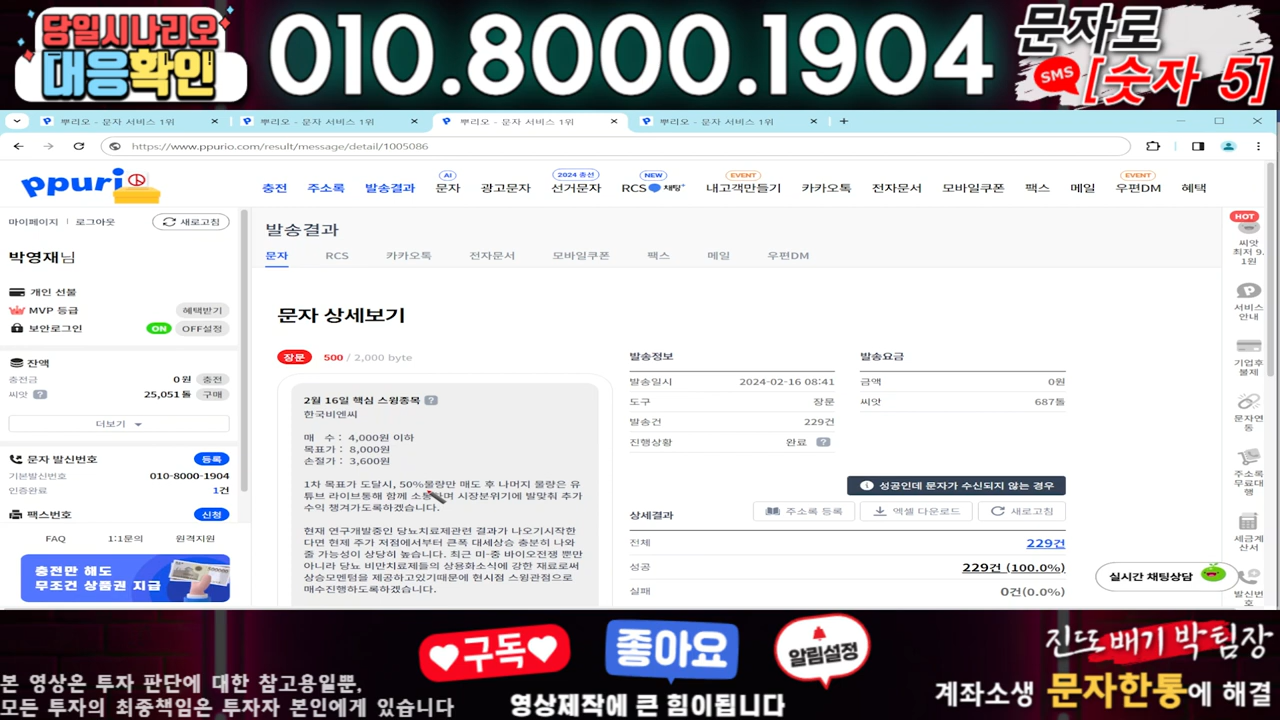 당일시나리오
대응확인
010.8000.1904
문자로
SMS
[숫자 5]
뿌리오 - 문자 서비스 1위
뿌리오 - 문자 서비스 1위
뿌리오 - 문자 서비스 1위
뿌리오 - 문자 서비스 1위
https://www.ppurio.com/result/message/detail/1005086
ppurio
충전
주소록
발송결과
AI
문자
광고문자
2024 총선
선거문자
NEW
RCS 채팅+
EVENT
내고객만들기
카카오톡
전자문서
모바일쿠폰
팩스
메일
EVENT
우편DM
혜택
마이페이지 | 로그아웃
새로고침
박영재님
개인 선불
MVP 등급
혜택받기
보안로그인
ON
OFF설정
잔액
충전금 0원 충전
씨앗 ? 25,051톨 구매
더보기
문자 발신번호 등록
기본발신번호 010-8000-1904
인증완료 1건
팩스번호 신청
FAQ 1:1문의 원격지원
충전만 해도
무조건 상품권 지급
발송결과
문자 RCS 카카오톡 전자문서 모바일쿠폰 팩스 메일 우편DM
문자 상세보기
장문 500 / 2,000 byte
2월 16일 핵심 스윙종목 ?
한국비엔씨
매 수 : 4,000원 이하
목표가 : 8,000원
손절가 : 3,600원
1차 목표가 도달시, 50%물량만 매도 후 나머지 물량은 유
튜브 라이브통해 함께 소통하며 시장분위기에 발맞춰 추가
수익 챙겨가도록하겠습니다.
현재 연구개발중인 당뇨치료제관련 결과가 나오기시작한
다면 현재 주가 저점에서부터 큰폭 대세상승 충분히 나와
줄 가능성이 상당히 높습니다. 최근 미-중 바이오전쟁 뿐만
아니라 당뇨 비만치료제들의 상용화소식에 강한 재료로써
상승모멘텀을 제공하고있기때문에 현시점 스윙관점으로
매수진행하도록하겠습니다.
발송정보
발송일시 2024-02-16 08:41
도구 장문
발송건 229건
진행상황 완료 ?
발송요금
금액 0원
씨앗 687톨
성공인데 문자가 수신되지 않는 경우
상세결과
주소록 등록
엑셀 다운로드
새로고침
전체 229건
성공 229건 (100.0%)
실패 0건(0.0%)
HOT
씨앗
최저 9.
1원
서비스
안내
기업후
불제
문자연
동
주소록
무료대
행
세금계
산서
발신번
호
실시간 채팅상담
본 영상은 투자 판단에 대한 참고용일뿐,
모든 투자의 최종책임은 투자자 본인에게 있습니다
구독
좋아요
알림설정
영상제작에 큰 힘이됩니다
진또배기 박팀장
계좌소생 문자한통에 해결